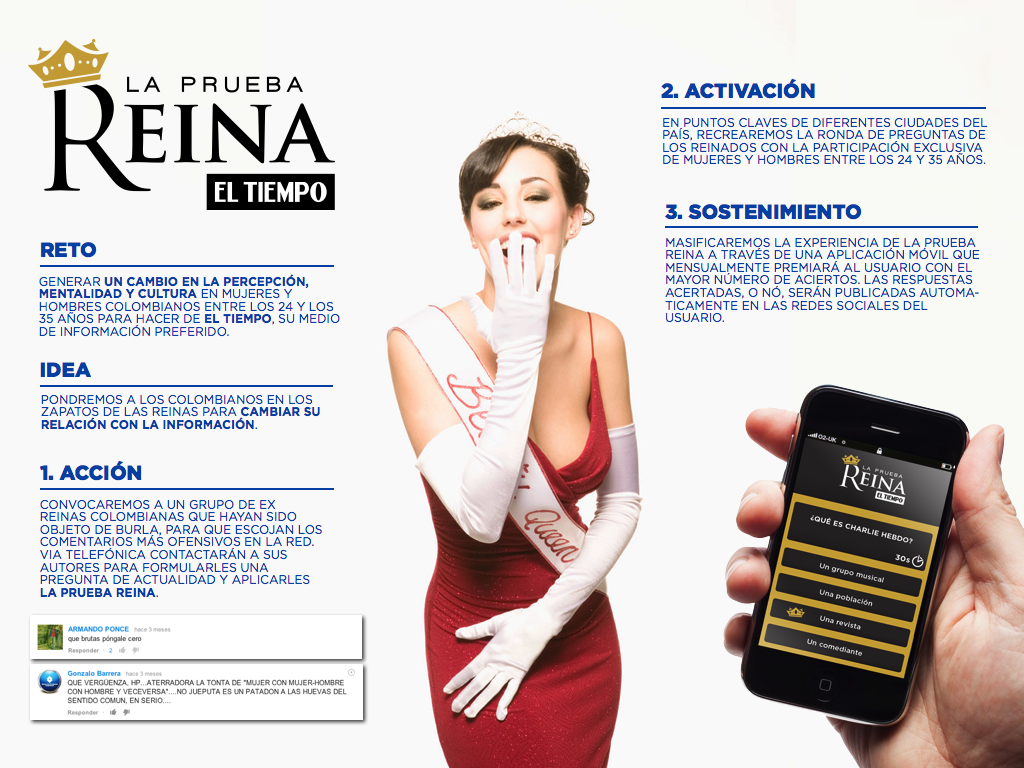 LA PRUEBA
REINA
EL TIEMPO
RETO
GENERAR UN CAMBIO EN LA PERCEPCIÓN,
MENTALIDAD Y CULTURA EN MUJERES Y
HOMBRES COLOMBIANOS ENTRE LOS 24 Y LOS
35 AÑOS PARA HACER DE EL TIEMPO, SU MEDIO
DE INFORMACIÓN PREFERIDO.
IDEA
PONDREMOS A LOS COLOMBIANOS EN LOS
ZAPATOS DE LAS REINAS PARA CAMBIAR SU
RELACIÓN CON LA INFORMACIÓN.
1. ACCIÓN
CONVOCAREMOS A UN GRUPO DE EX
REINAS COLOMBIANAS QUE HAYAN SIDO
OBJETO DE BURLA, PARA QUE ESCOJAN LOS
COMENTARIOS MÁS OFENSIVOS EN LA RED.
VIA TELEFÓNICA CONTACTARÁN A SUS
AUTORES PARA FORMULARLES UNA
PREGUNTA DE ACTUALIDAD Y APLICARLES
LA PRUEBA REINA.
ARMANDO PONCE hace 3 meses
que brutas póngale cero
Responder · 2
Gonzalo Barrera hace 3 meses
QUE VERGÜENZA, HP...ATERRADORA LA TONTA DE "MUJER CON MUJER-HOMBRE
CON HOMBRE Y VECEVERSA"....NO JUEPUTA ES UN PATADON A LAS HUEVAS DEL
SENTIDO COMUN, EN SERIO....
Responder ·
Queen
2. ACTIVACIÓN
EN PUNTOS CLAVES DE DIFERENTES CIUDADES DEL
PAÍS, RECREAREMOS LA RONDA DE PREGUNTAS DE
LOS REINADOS CON LA PARTICIPACIÓN EXCLUSIVA
DE MUJERES Y HOMBRES ENTRE LOS 24 Y 35 AÑOS.
3. SOSTENIMIENTO
MASIFICAREMOS LA EXPERIENCIA DE LA PRUEBA
REINA A TRAVÉS DE UNA APLICACIÓN MÓVIL QUE
MENSUALMENTE PREMIARÁ AL USUARIO CON EL
MAYOR NÚMERO DE ACIERTOS. LAS RESPUESTAS
ACERTADAS, O NÓ, SERÁN PUBLICADAS AUTOMA-
TICAMENTE EN LAS REDES SOCIALES DEL
USUARIO.
O2-UK
LA PRUEBA
REINA
EL TIEMPO
¿QUÉ ES CHARLIE HEBDO?
30s
Un grupo musical
Una población
Una revista
Un comediante